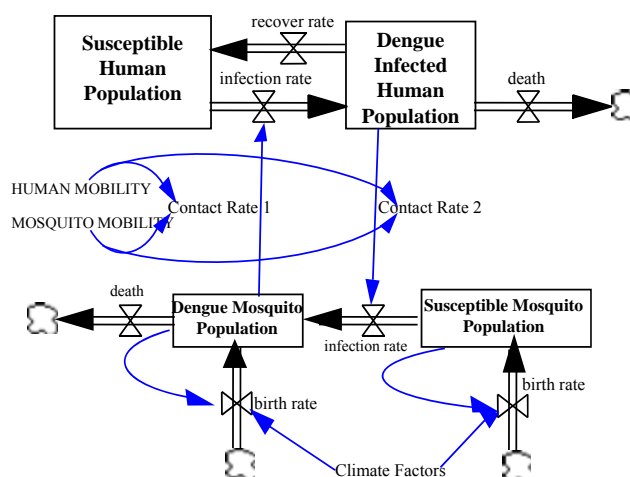 recover rate
Susceptible
Human
Population
Dengue
Infected
Human
Population
infection rate
death
HUMAN MOBILITY
MOSQUITO MOBILITY
Contact Rate 1
Contact Rate 2
death
Dengue Mosquito
Population
Susceptible Mosquito
Population
infection rate
birth rate
birth rate
Climate Factors